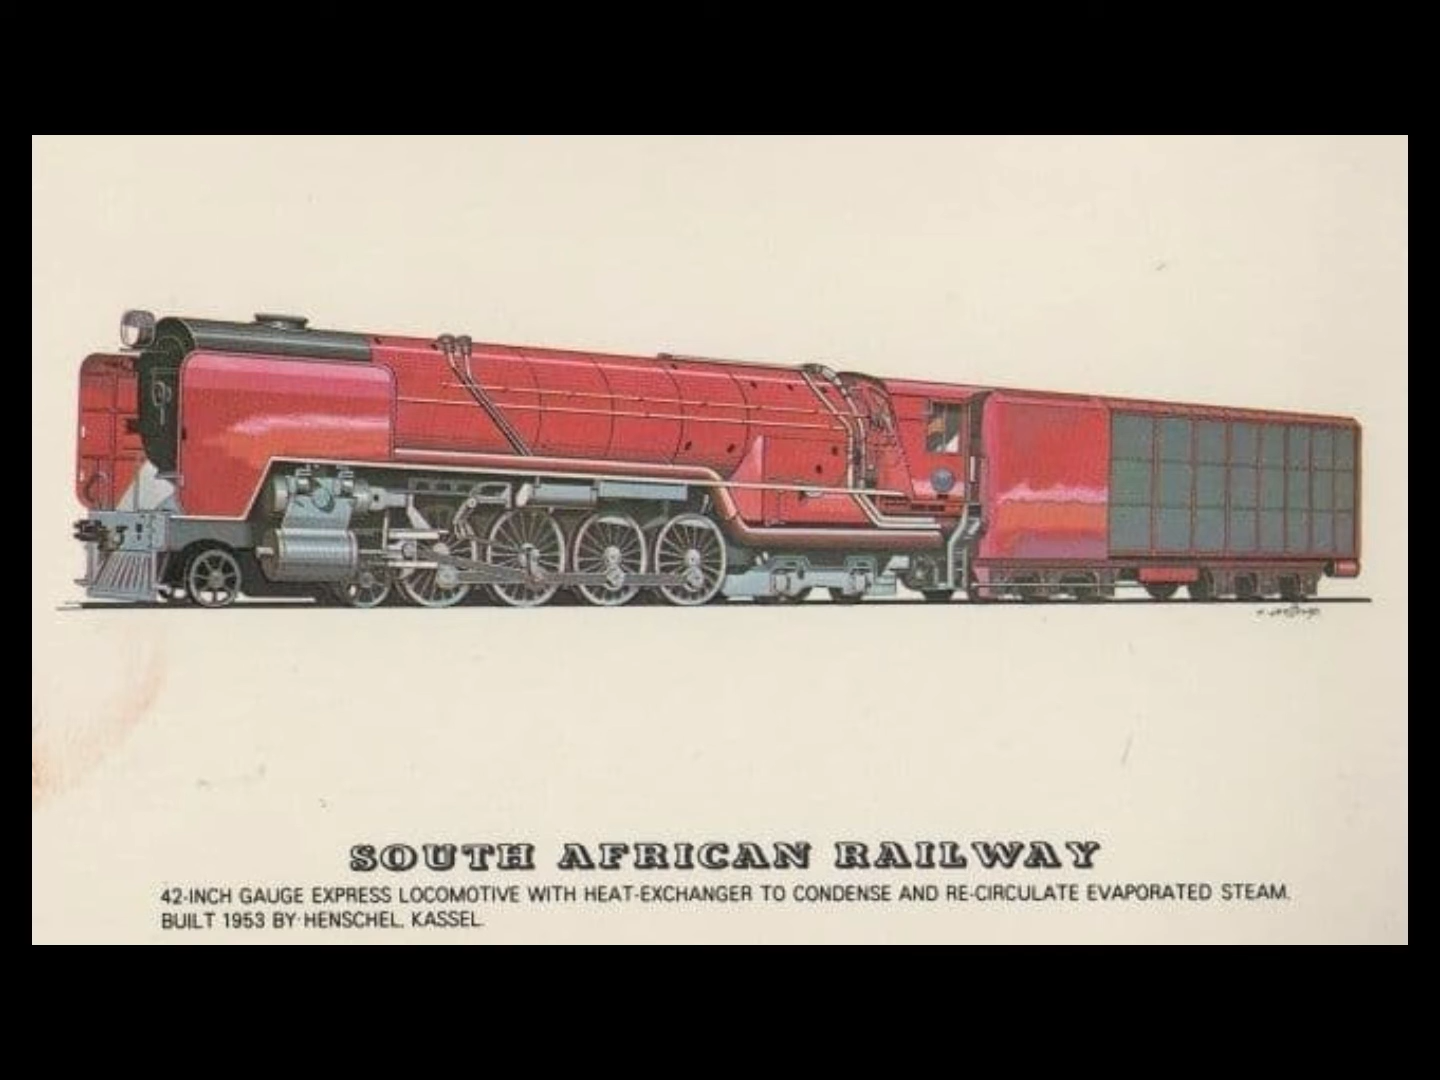 SOUTH AFRICAN RAILWAY
42-INCH GAUGE EXPRESS LOCOMOTIVE WITH HEAT-EXCHANGER TO CONDENSE AND RE-CIRCULATE EVAPORATED STEAM.
BUILT 1953 BY HENSCHEL, KASSEL.